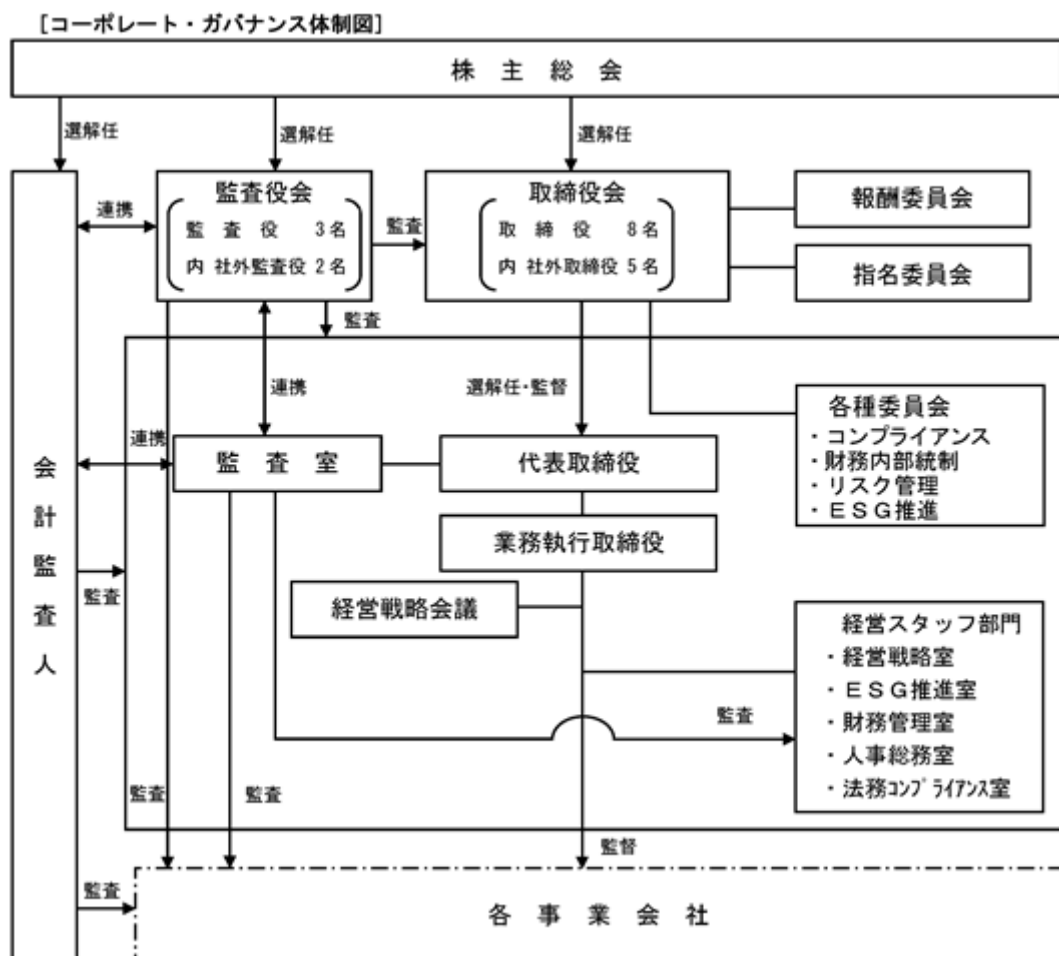 [コーポレート・ガバナンス体制図]
株主総会
選解任
選解任
選解任
監査役会
監査役 3名
内 社外監査役 2名
連携
監査
取締役会
取締役 8名
内 社外取締役 5名
報酬委員会
指名委員会
監査
連携
選解任・監督
各種委員会
・コンプライアンス
・財務内部統制
・リスク管理
・ESG推進
連携
監査室
代表取締役
業務執行取締役
会計監査人
監査
経営戦略会議
経営スタッフ部門
・経営戦略室
・ESG推進室
・財務管理室
・人事総務室
・法務コンプライアンス室
監査
監査
監査
監督
監査
各事業会社